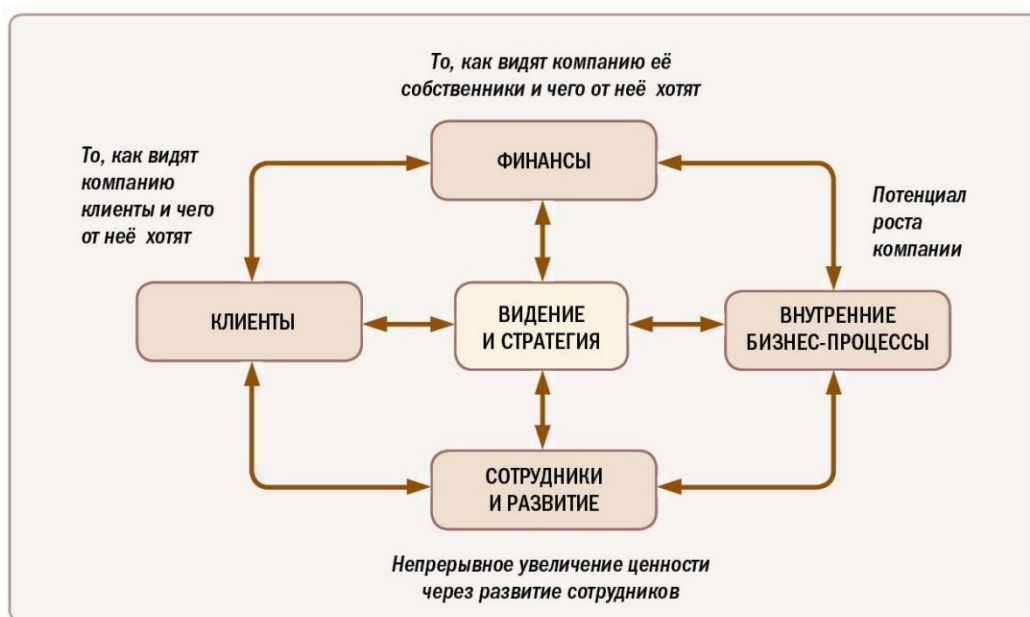 То, как видят компанию её
собственники и чего от неё хотят
ФИНАНСЫ
То, как видят
компанию
клиенты и чего
от неё хотят
Потенциал
роста
компании
КЛИЕНТЫ
ВИДЕНИЕ
И СТРАТЕГИЯ
ВНУТРЕННИЕ
БИЗНЕС-ПРОЦЕССЫ
СОТРУДНИКИ
И РАЗВИТИЕ
Непрерывное увеличение ценности
через развитие сотрудников